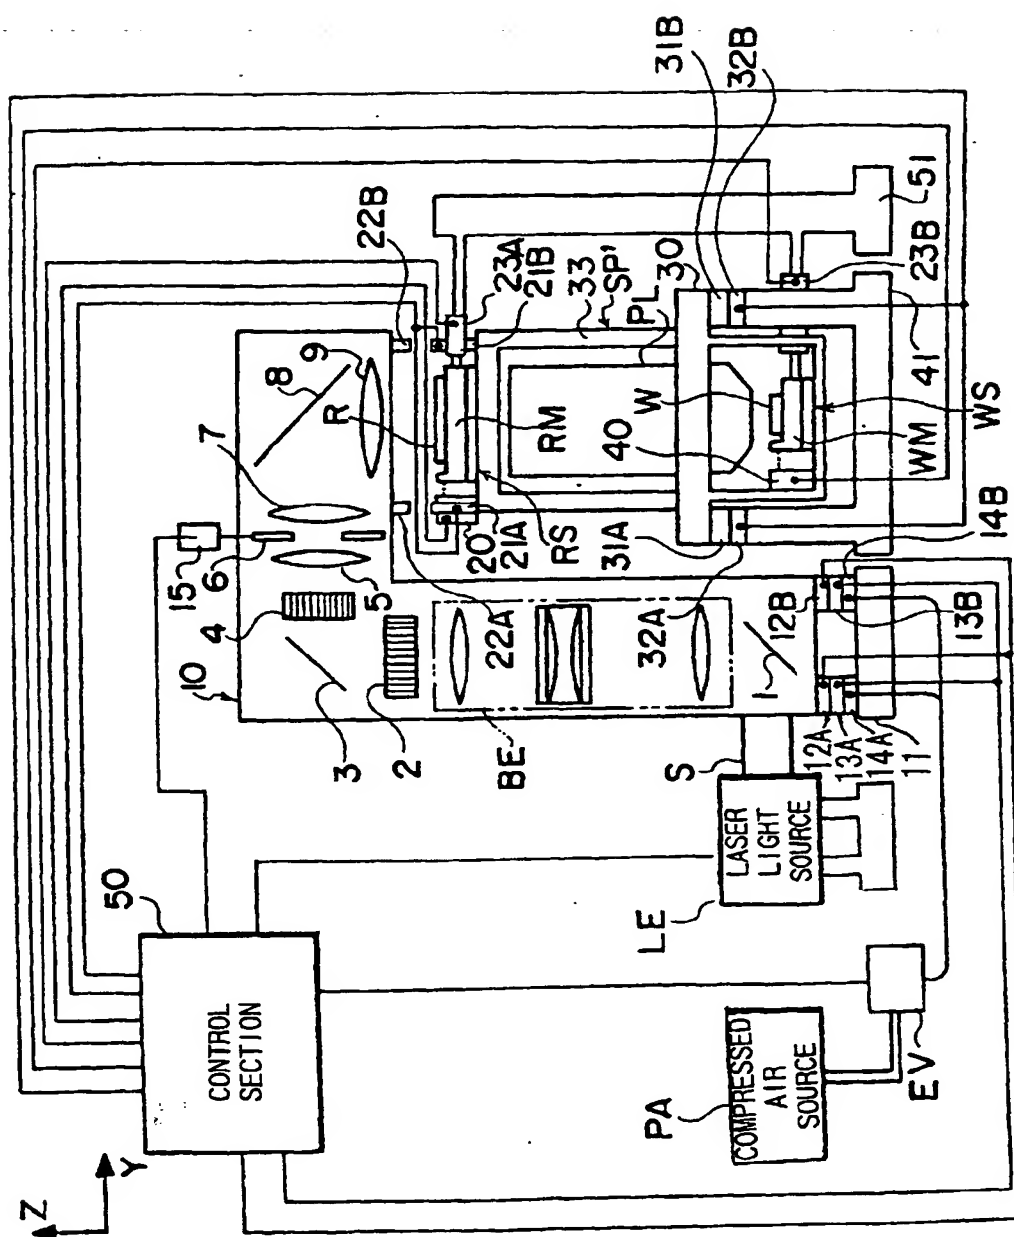 Z
Y
50
CONTROL
SECTION
15
6
7
8
9
R
4
5
10
3
2
BE
22A
22B
23A
21B
33
SP'
PL
30
31B
32B
RM
20
21A
RS
31A
32A
40
W
WM
WS
41
23B
51
1
12B
14B
13B
12A
13A
14A
11
S
LASER
LIGHT
SOURCE
LE
PA
COMPRESSED
AIR
SOURCE
EV